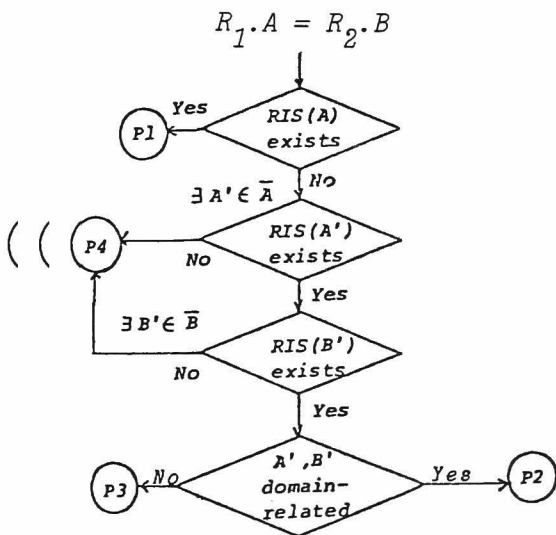 R₁.A = R₂.B
Yes
P1
RIS(A)
exists
No
∃ A' ∈ A̅
( ( P4
No
RIS(A')
exists
Yes
∃ B' ∈ B̅
No
RIS(B')
exists
Yes
A',B'
domain-
related
P3
No
Yes
P2